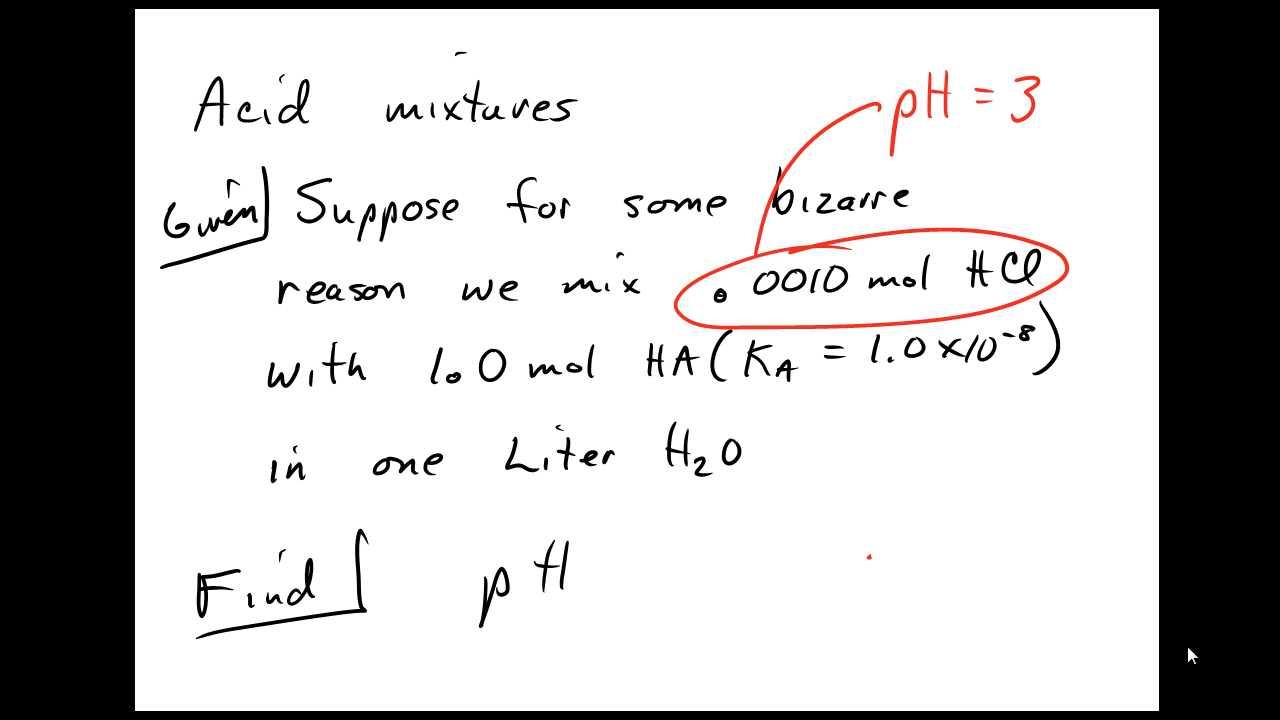 Acid mixtures
pH = 3
Given Suppose for some bizarre
reason we mix .0010 mol HCl
with 1.0 mol HA (KA = 1.0 x10⁻⁸)
in one Liter H₂O
Find pH